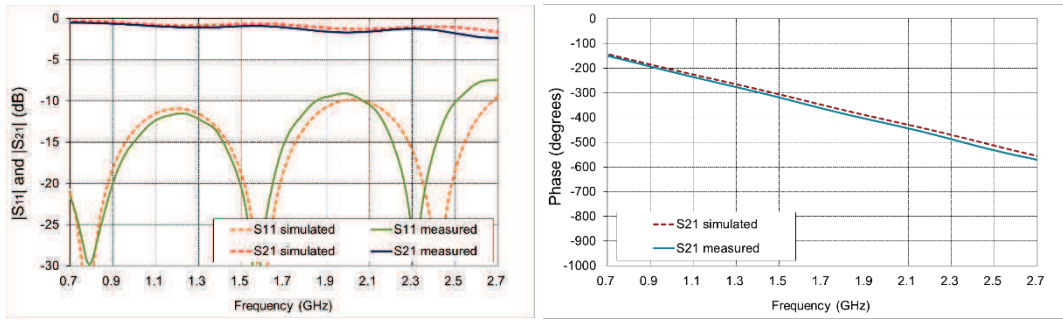 |S11| and |S21| (dB)
0
-5
-10
-15
-20
-25
-30
S11 simulated
S11 measured
S21 simulated
S21 measured
0.7 0.9 1.1 1.3 1.5 1.7 1.9 2.1 2.3 2.5 2.7
Frequency (GHz)
Phase (degrees)
0
-100
-200
-300
-400
-500
-600
-700
-800
-900
-1000
S21 simulated
S21 measured
0.7 0.9 1.1 1.3 1.5 1.7 1.9 2.1 2.3 2.5 2.7
Frequency (GHz)